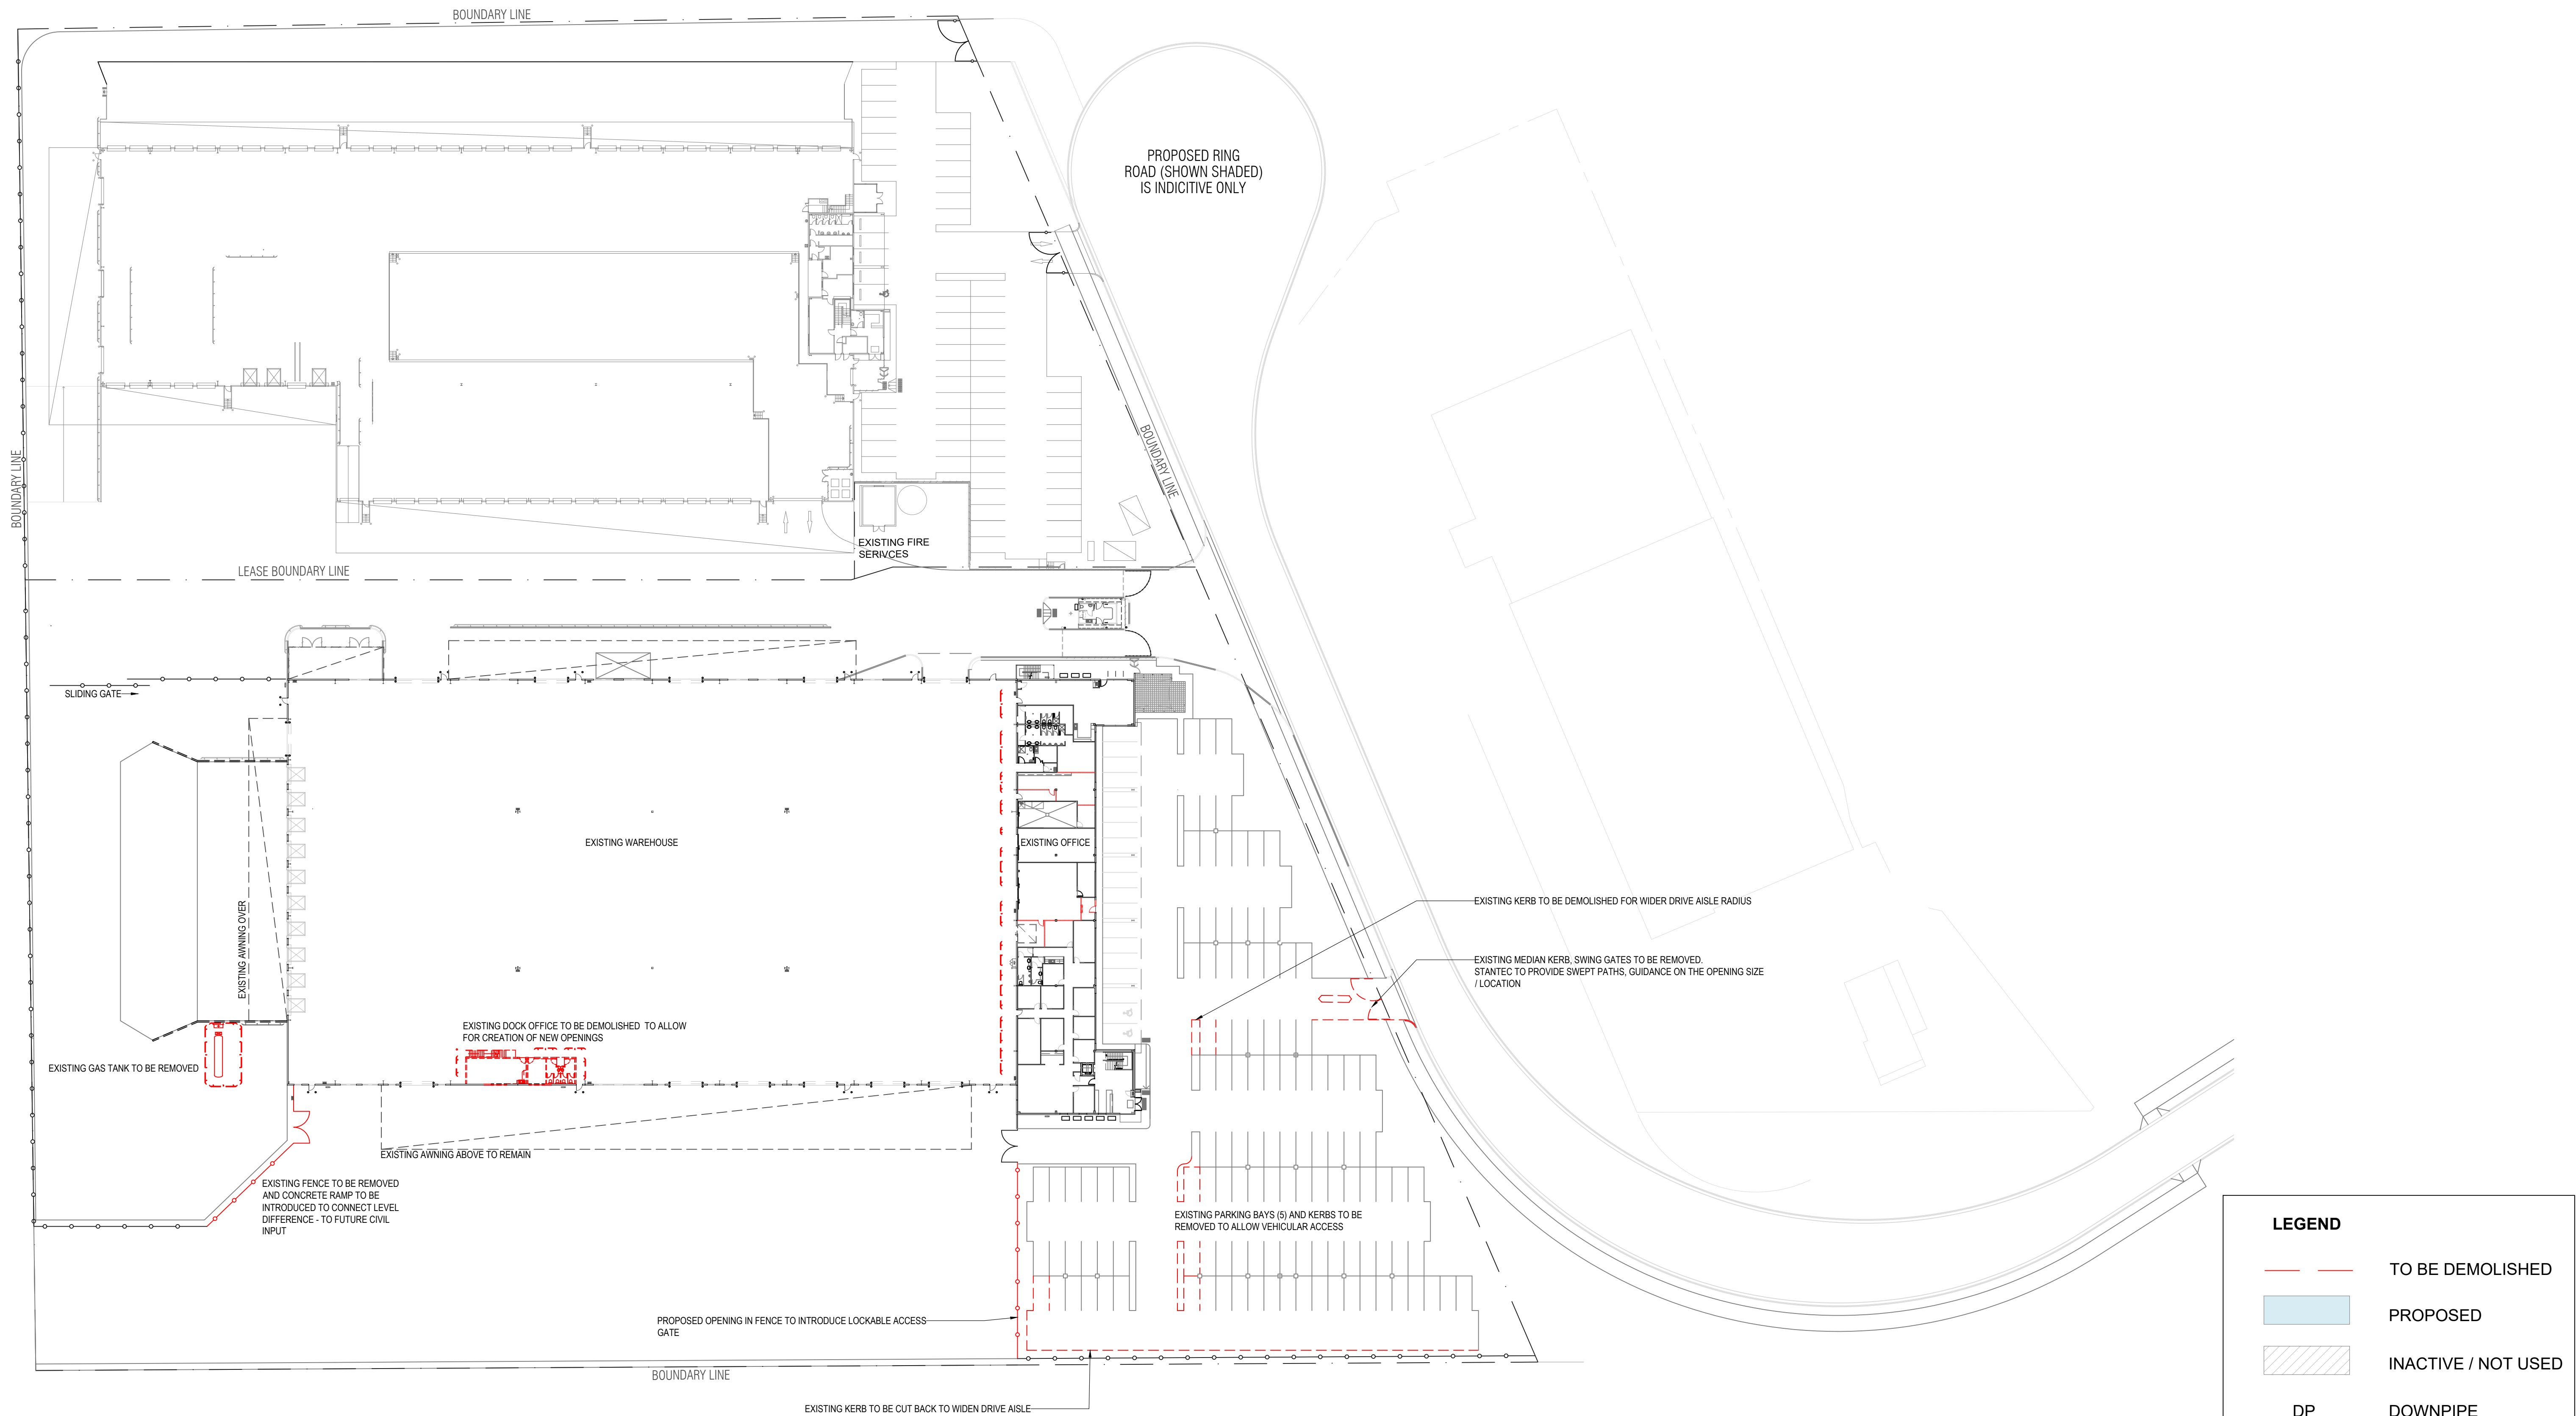 BOUNDARY LINE
PROPOSED RING
ROAD (SHOWN SHADED)
IS INDICITIVE ONLY
BOUNDARY LINE
BOUNDARY LINE
EXISTING FIRE
SERIVCES
LEASE BOUNDARY LINE
SLIDING GATE
EXISTING WAREHOUSE
EXISTING OFFICE
EXISTING AWNING OVER
EXISTING KERB TO BE DEMOLISHED FOR WIDER DRIVE AISLE RADIUS
EXISTING MEDIAN KERB, SWING GATES TO BE REMOVED.
STANTEC TO PROVIDE SWEPT PATHS, GUIDANCE ON THE OPENING SIZE
/ LOCATION
EXISTING DOCK OFFICE TO BE DEMOLISHED TO ALLOW
FOR CREATION OF NEW OPENINGS
EXISTING GAS TANK TO BE REMOVED
EXISTING AWNING ABOVE TO REMAIN
EXISTING FENCE TO BE REMOVED
AND CONCRETE RAMP TO BE
INTRODUCED TO CONNECT LEVEL
DIFFERENCE - TO FUTURE CIVIL
INPUT
EXISTING PARKING BAYS (5) AND KERBS TO BE
REMOVED TO ALLOW VEHICULAR ACCESS
PROPOSED OPENING IN FENCE TO INTRODUCE LOCKABLE ACCESS
GATE
BOUNDARY LINE
EXISTING KERB TO BE CUT BACK TO WIDEN DRIVE AISLE
LEGEND
TO BE DEMOLISHED
PROPOSED
INACTIVE / NOT USED
DP DOWNPIPE